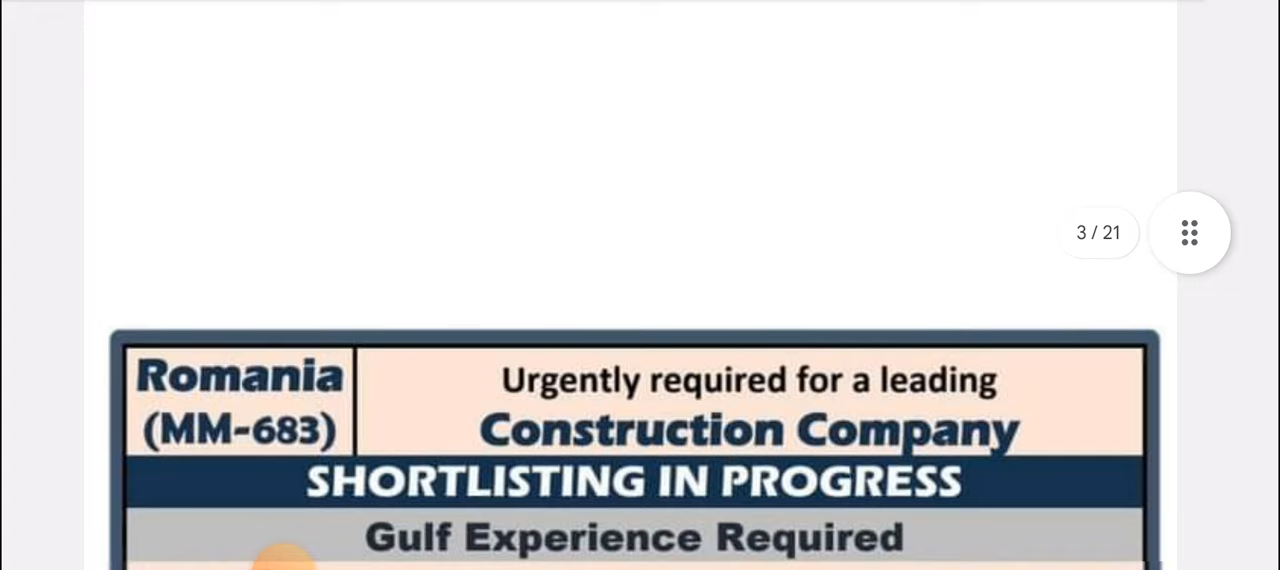 3 / 21
Romania
(MM-683)
Urgently required for a leading
Construction Company
SHORTLISTING IN PROGRESS
Gulf Experience Required